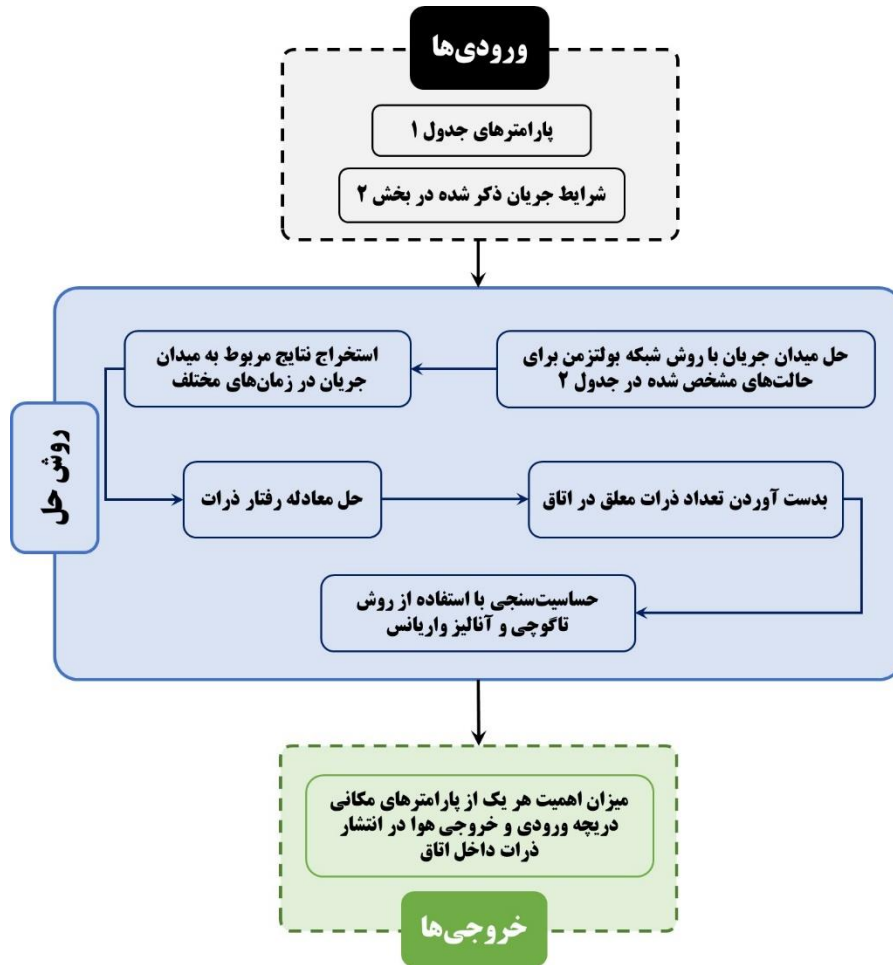 ورودی‌ها
پارامترهای جدول ۱
شرایط جریان ذکر شده در بخش ۲
روش حل
حل میدان جریان با روش شبکه بولتزمن برای
حالت‌های مشخص شده در جدول ۲
استخراج نتایج مربوط به میدان
جریان در زمان‌های مختلف
حل معادله رفتار ذرات
بدست آوردن تعداد ذرات معلق در اتاق
حساسیت‌سنجی با استفاده از روش
تاگوچی و آنالیز واریانس
میزان اهمیت هر یک از پارامترهای مکانی
دریچه ورودی و خروجی هوا در انتشار
ذرات داخل اتاق
خروجی‌ها